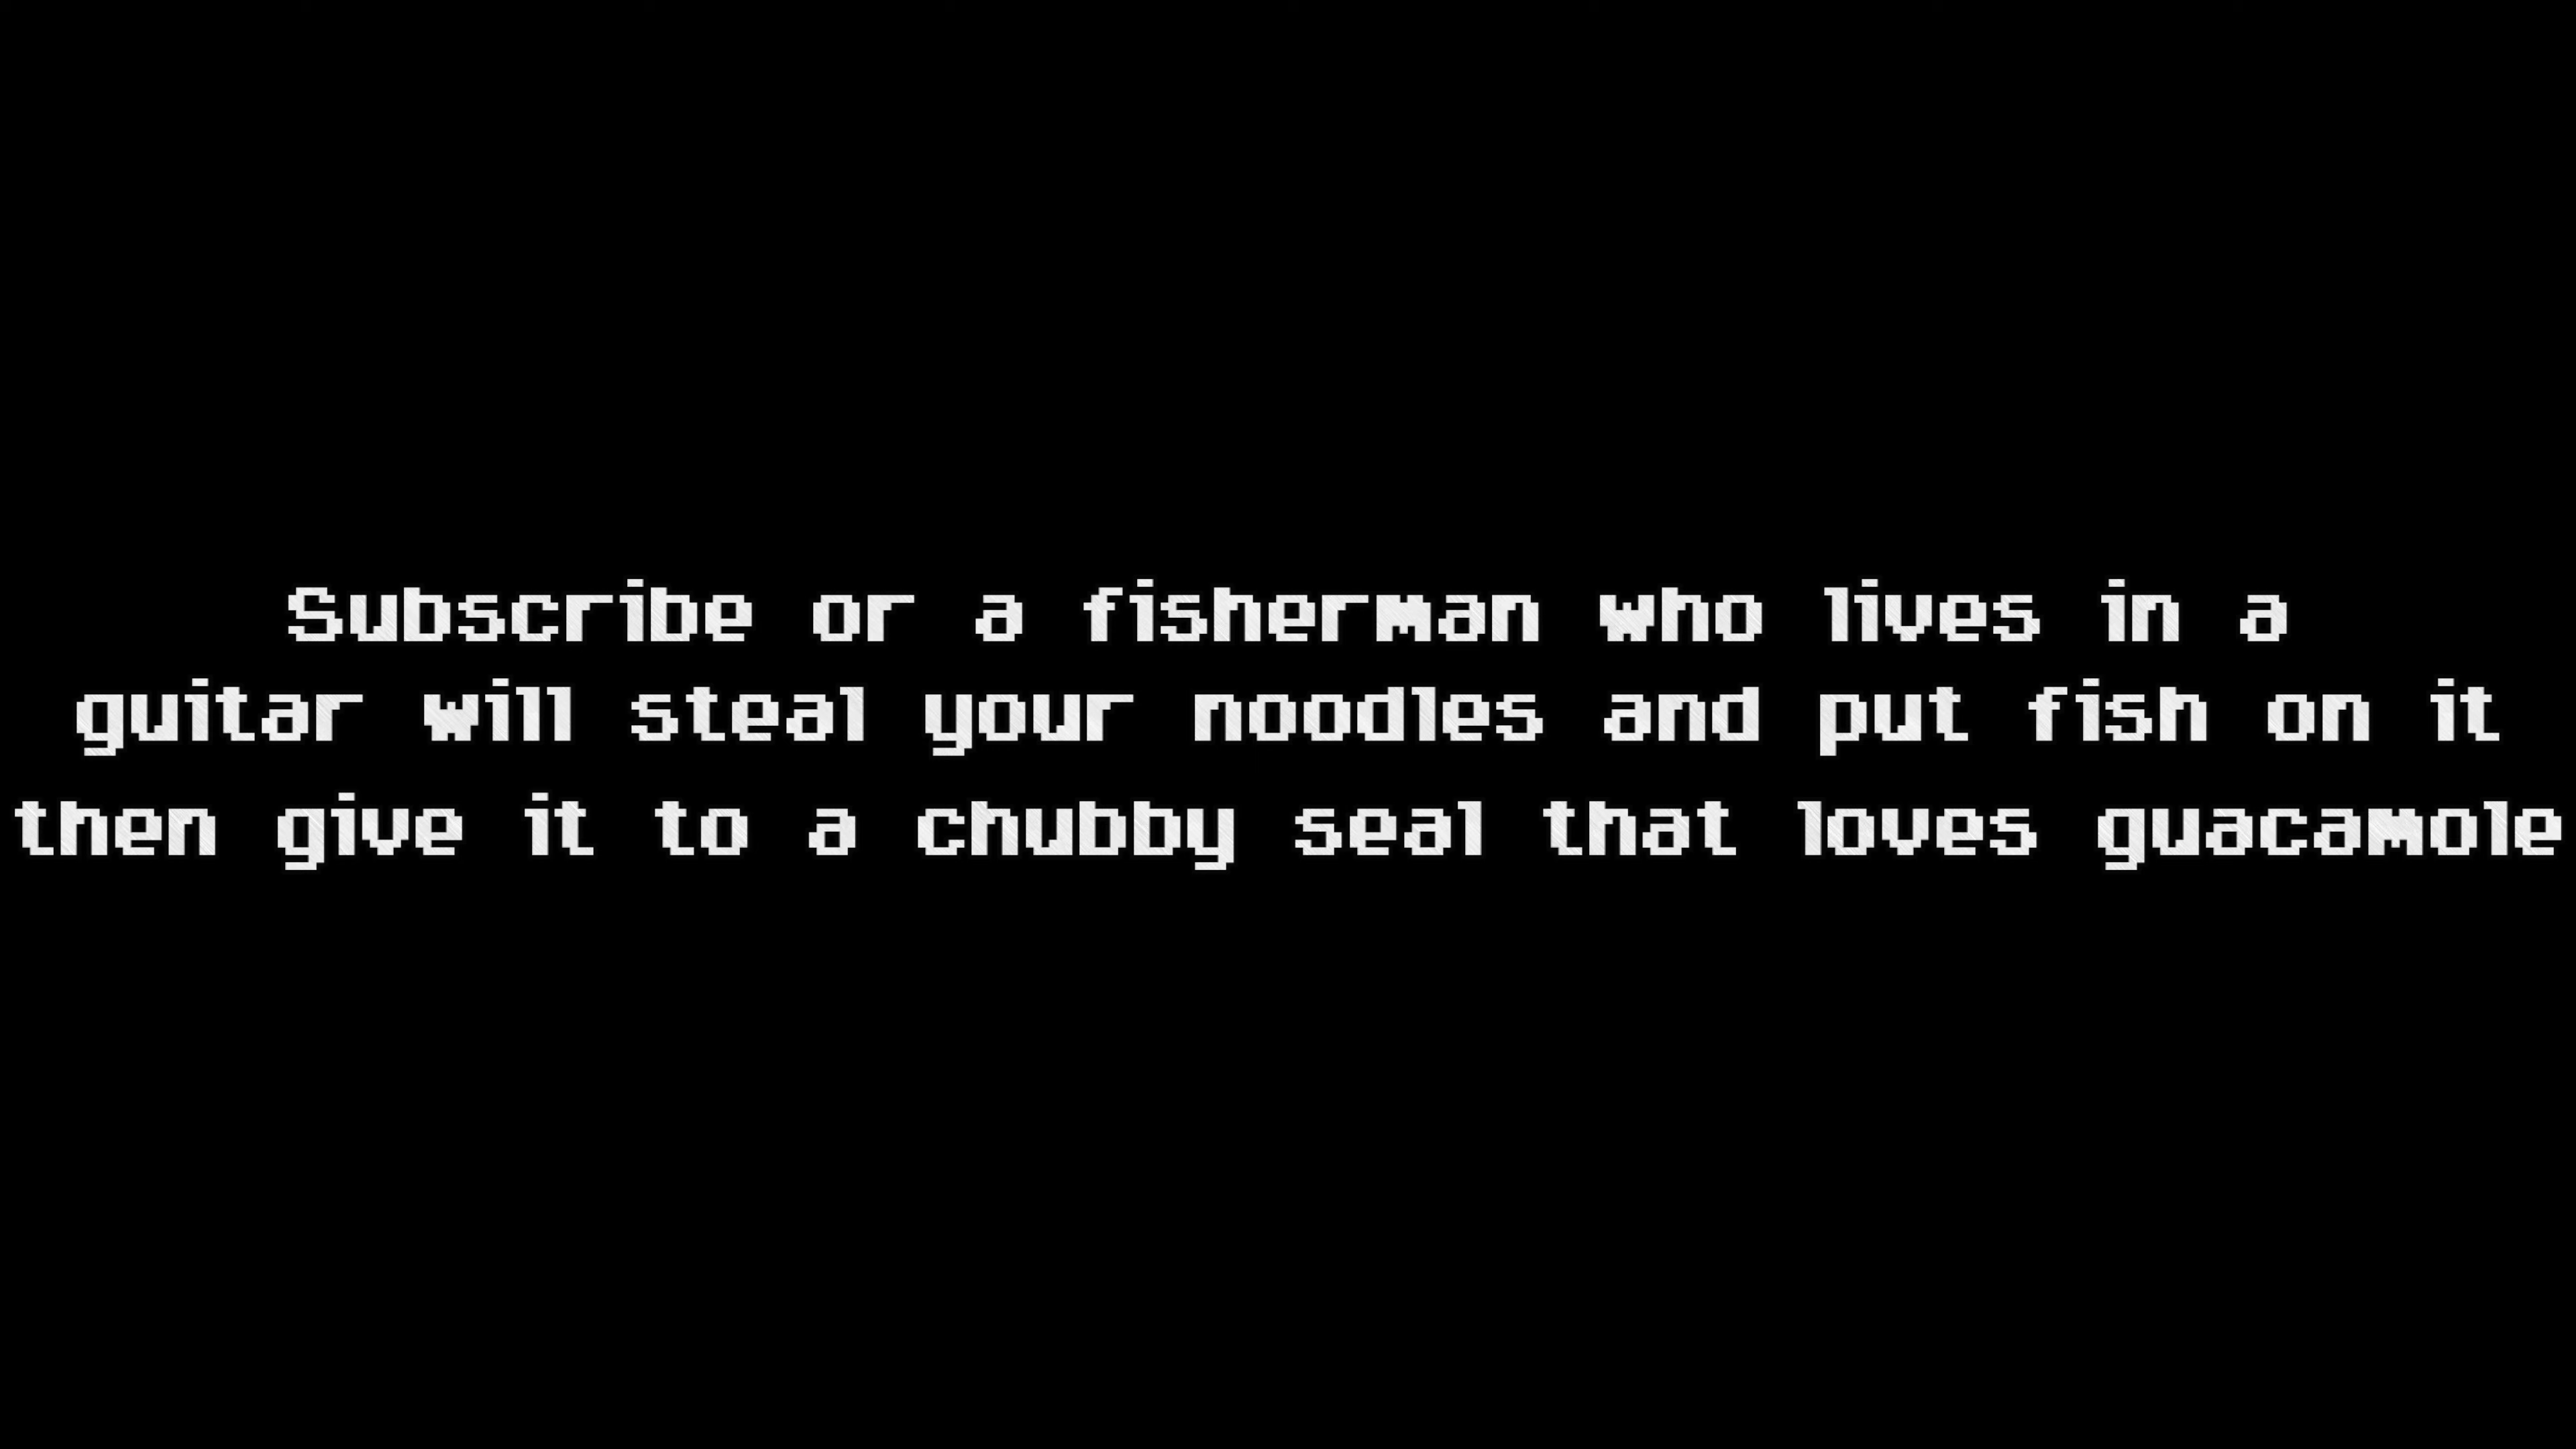 Subscribe or a fisherman who lives in a
guitar will steal your noodles and put fish on it
then give it to a chubby seal that loves guacamole